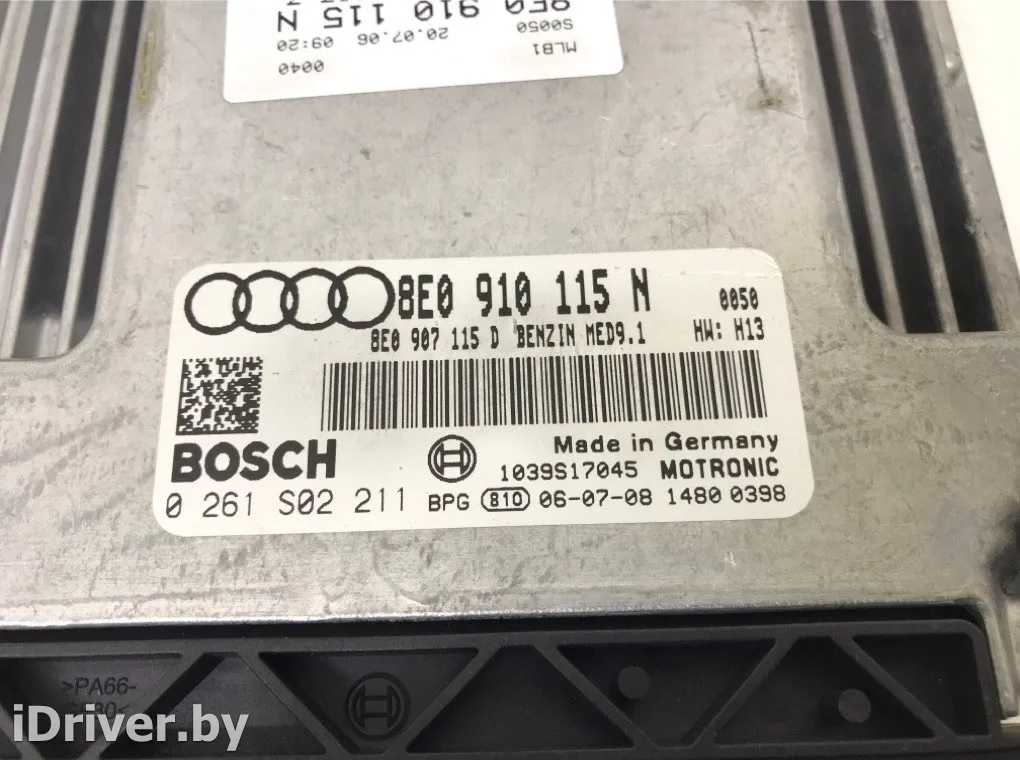 8E0 910 115 N
S0050
20.07.06 09:20
MLB1
0040
8E0 910 115 N 0050
8E0 907 115 D BENZIN MED9.1 HW: H13
BOSCH
Made in Germany
1039S17045 MOTRONIC
0 261 S02 211 BPG 810 06-07-08 1480 0398
>PA66-
iDriver.by